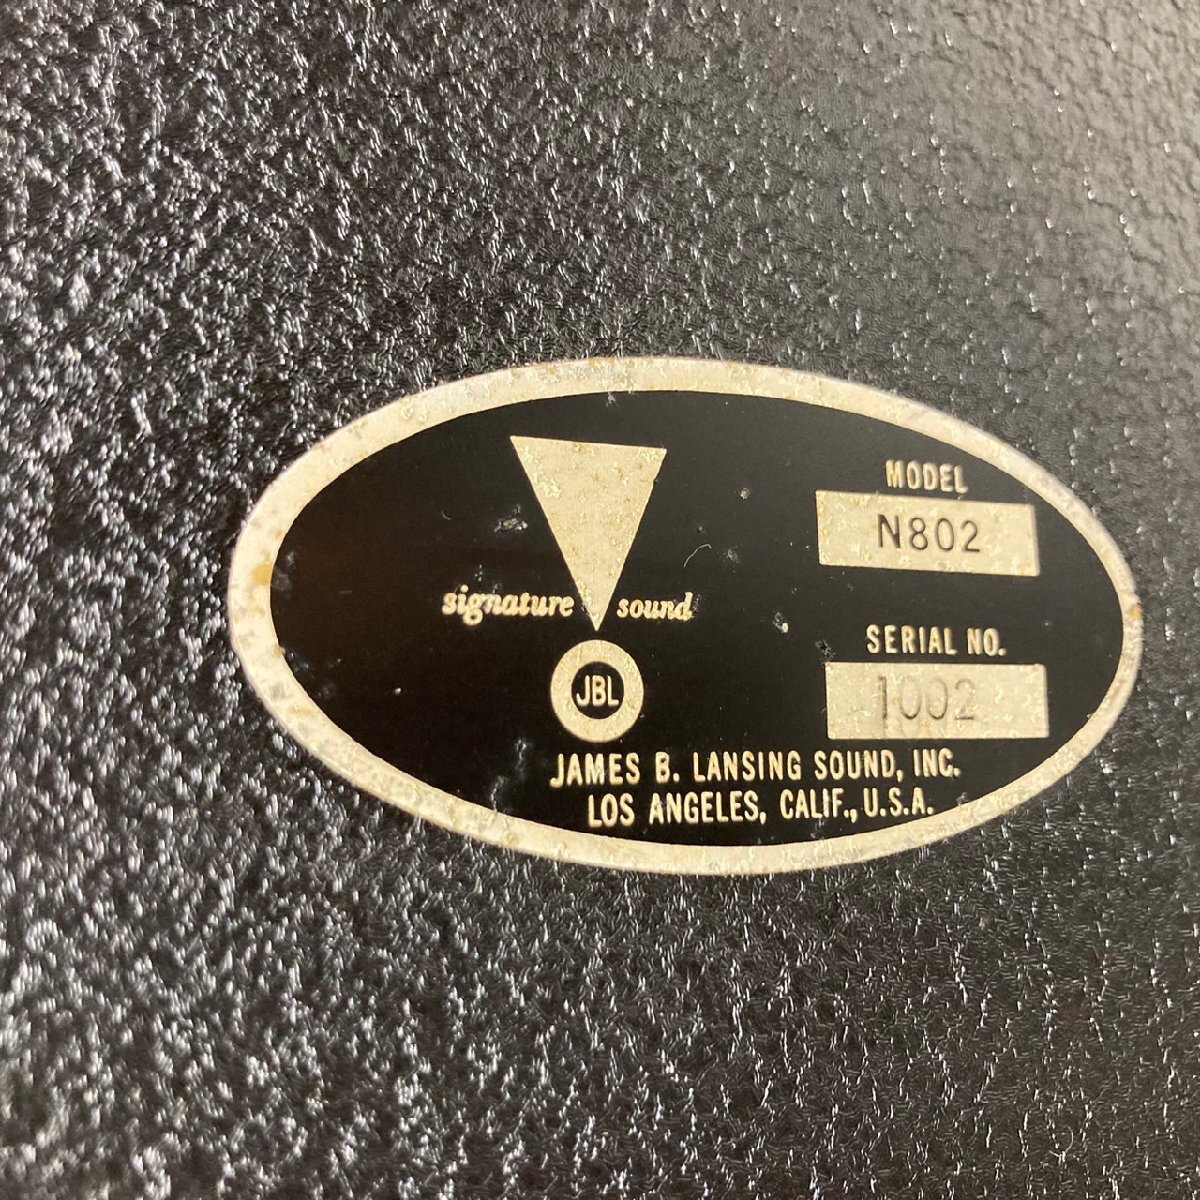 MODEL
N802
signature sound
SERIAL NO.
1002
JBL
JAMES B. LANSING SOUND, INC.
LOS ANGELES, CALIF., U.S.A.